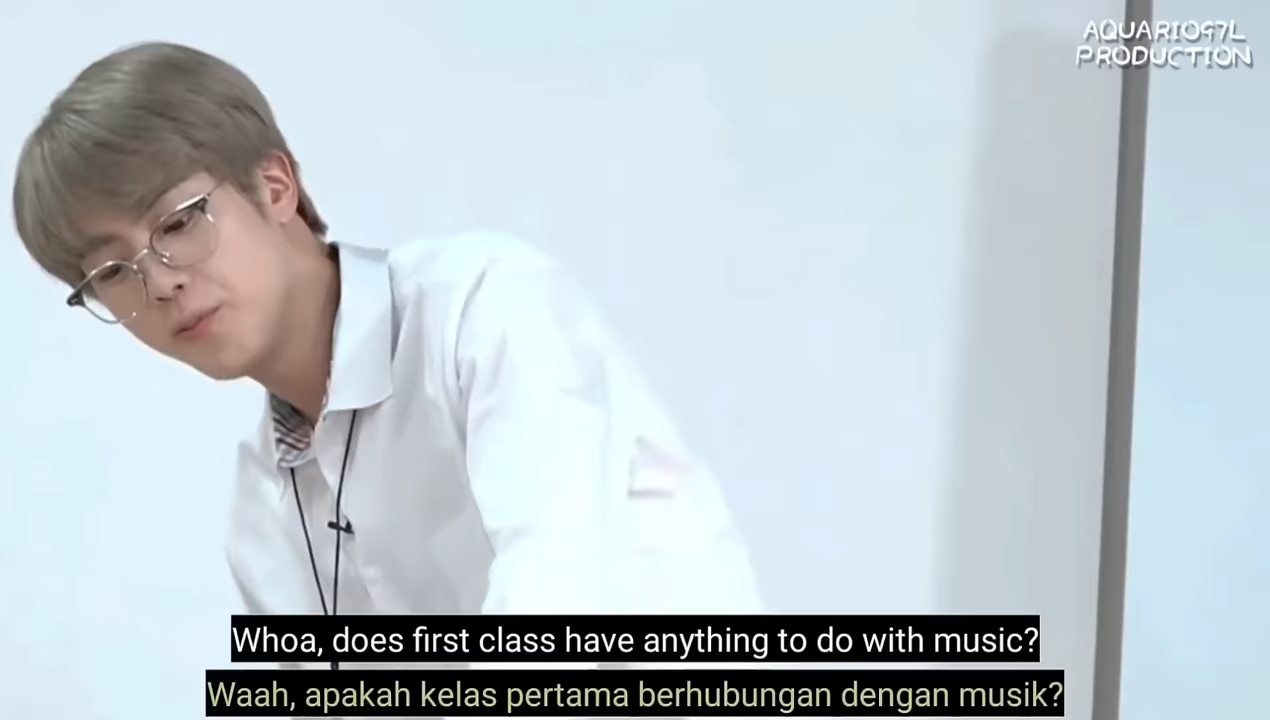 AQUARIO97L
PRODUCTION
Whoa, does first class have anything to do with music?
Waah, apakah kelas pertama berhubungan dengan musik?